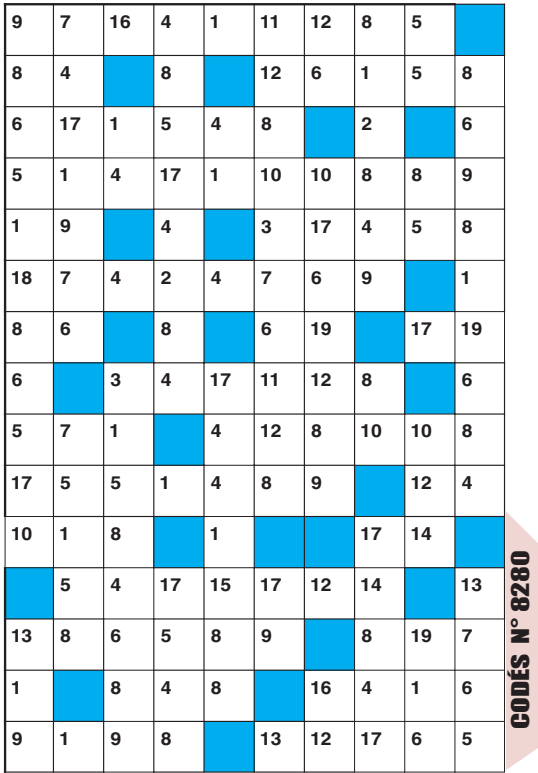 9 7 16 4 1 11 12 8 5
8 4 8 12 6 1 5 8
6 17 1 5 4 8 2 6
5 1 4 17 1 10 10 8 8 9
1 9 4 3 17 4 5 8
18 7 4 2 4 7 6 9 1
8 6 8 6 19 17 19
6 3 4 17 11 12 8 6
5 7 1 4 12 8 10 10 8
17 5 5 1 4 8 9 12 4
10 1 8 1 17 14
5 4 17 15 17 12 14 13
13 8 6 5 8 9 8 19 7
1 8 4 8 16 4 1 6
9 1 9 8 13 12 17 6 5
CODÉS N° 8280